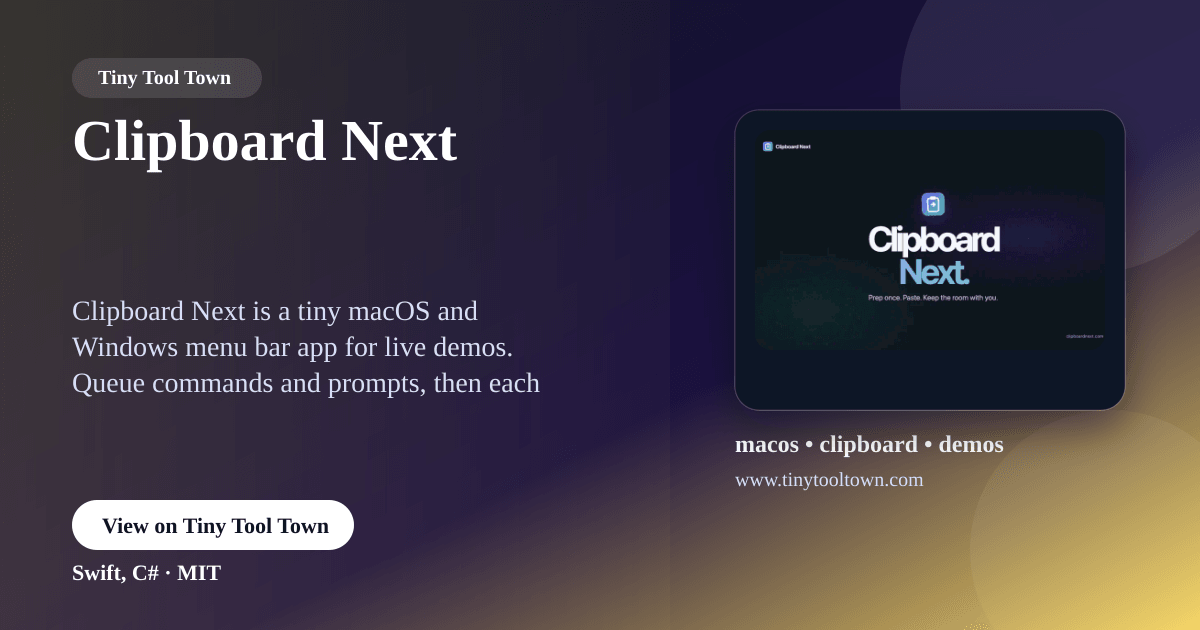 Tiny Tool Town
Clipboard Next
Clipboard Next is a tiny macOS and
Windows menu bar app for live demos.
Queue commands and prompts, then each
View on Tiny Tool Town
Swift, C# · MIT
Clipboard Next
Clipboard
Next.
Prep once. Paste. Keep the room with you.
clipboardnext.com
macos • clipboard • demos
www.tinytooltown.com